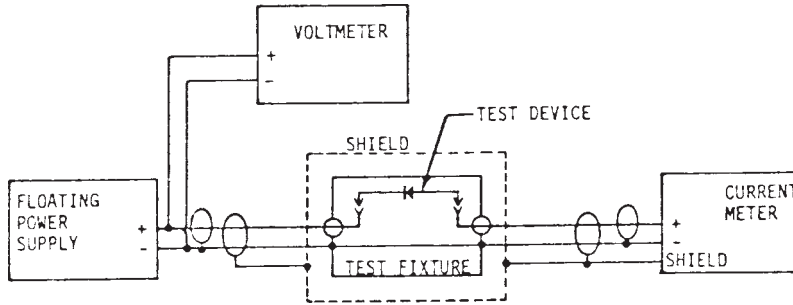 VOLTMETER
+
-
TEST DEVICE
SHIELD
FLOATING
POWER
SUPPLY
+
-
CURRENT
METER
+
-
SHIELD
TEST FIXTURE